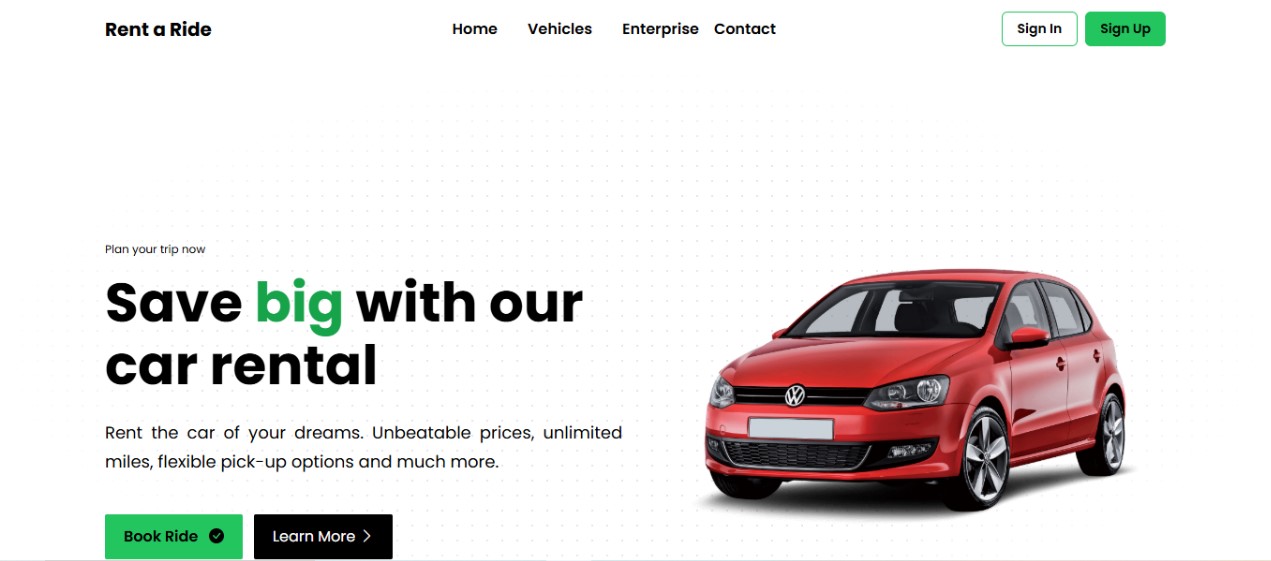 Rent a Ride Home Vehicles Enterprise Contact Sign In Sign Up
Plan your trip now
Save big with our
car rental
Rent the car of your dreams. Unbeatable prices, unlimited
miles, flexible pick-up options and much more.
Book Ride Learn More